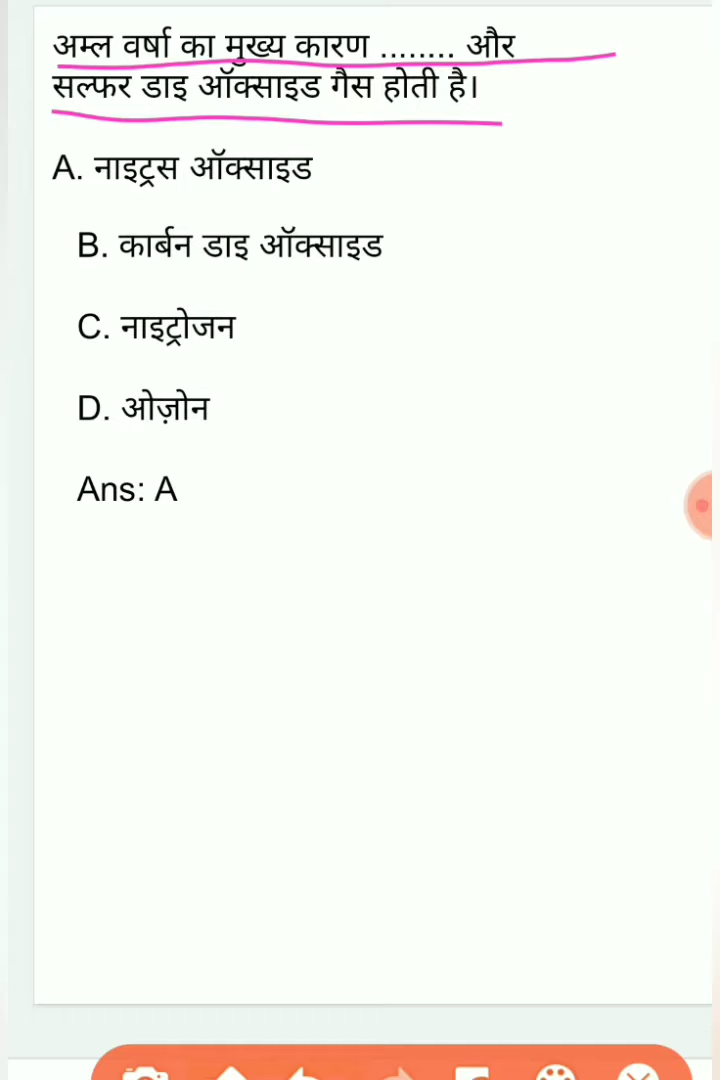 अम्ल वर्षा का मुख्य कारण ........ और
सल्फर डाइ ऑक्साइड गैस होती है।
A. नाइट्रस ऑक्साइड
B. कार्बन डाइ ऑक्साइड
C. नाइट्रोजन
D. ओज़ोन
Ans: A